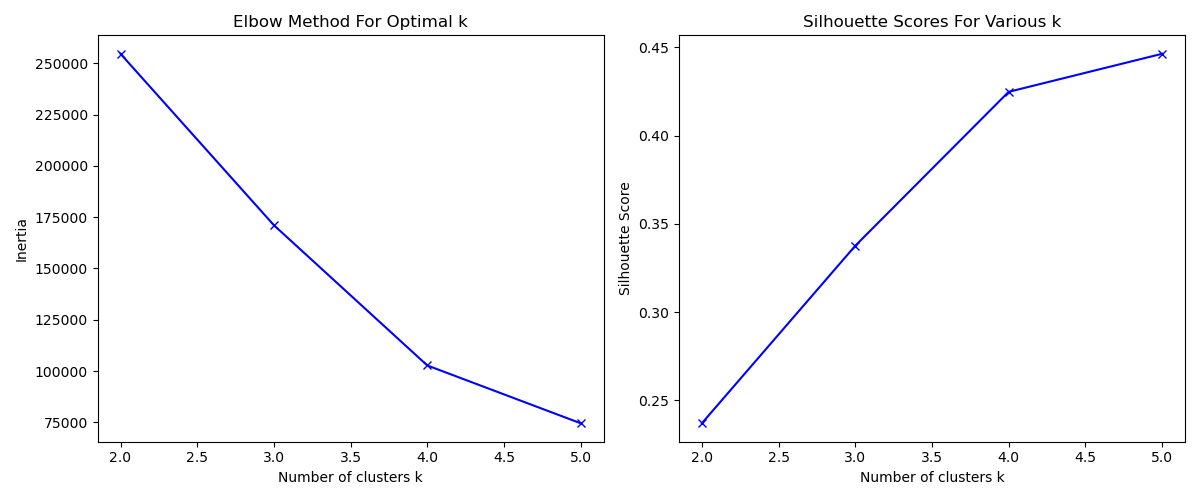 Elbow Method For Optimal k
250000
225000
200000
175000
150000
125000
100000
75000
Inertia
2.0 2.5 3.0 3.5 4.0 4.5 5.0
Number of clusters k
Silhouette Scores For Various k
0.45
0.40
0.35
0.30
0.25
Silhouette Score
2.0 2.5 3.0 3.5 4.0 4.5 5.0
Number of clusters k